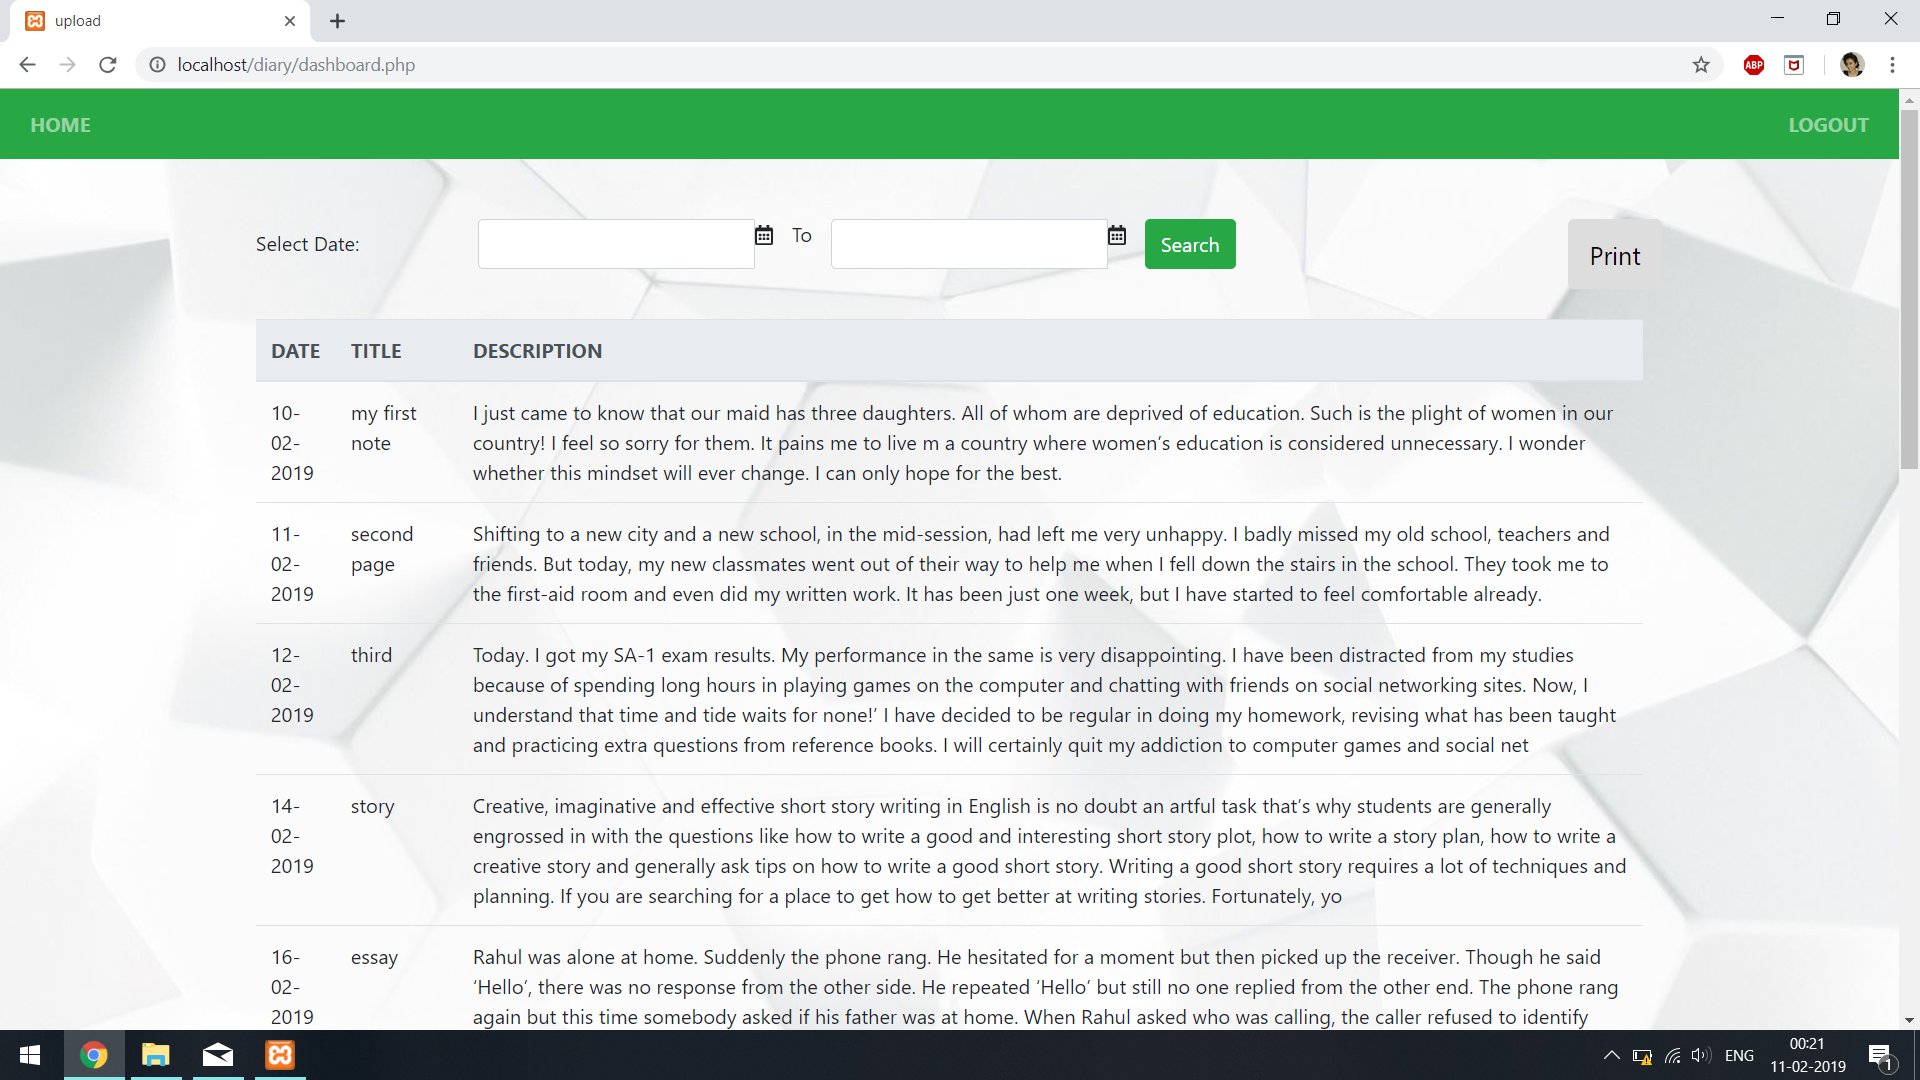 upload
localhost/diary/dashboard.php
ABP
HOME
LOGOUT
Select Date:
To
Search
Print
DATE TITLE DESCRIPTION
10-
02-
2019
my first
note
I just came to know that our maid has three daughters. All of whom are deprived of education. Such is the plight of women in our
country! I feel so sorry for them. It pains me to live m a country where women’s education is considered unnecessary. I wonder
whether this mindset will ever change. I can only hope for the best.
11-
02-
2019
second
page
Shifting to a new city and a new school, in the mid-session, had left me very unhappy. I badly missed my old school, teachers and
friends. But today, my new classmates went out of their way to help me when I fell down the stairs in the school. They took me to
the first-aid room and even did my written work. It has been just one week, but I have started to feel comfortable already.
12-
02-
2019
third
Today. I got my SA-1 exam results. My performance in the same is very disappointing. I have been distracted from my studies
because of spending long hours in playing games on the computer and chatting with friends on social networking sites. Now, I
understand that time and tide waits for none!’ I have decided to be regular in doing my homework, revising what has been taught
and practicing extra questions from reference books. I will certainly quit my addiction to computer games and social net
14-
02-
2019
story
Creative, imaginative and effective short story writing in English is no doubt an artful task that’s why students are generally
engrossed in with the questions like how to write a good and interesting short story plot, how to write a story plan, how to write a
creative story and generally ask tips on how to write a good short story. Writing a good short story requires a lot of techniques and
planning. If you are searching for a place to get how to get better at writing stories. Fortunately, yo
16-
02-
2019
essay
Rahul was alone at home. Suddenly the phone rang. He hesitated for a moment but then picked up the receiver. Though he said
‘Hello’, there was no response from the other side. He repeated ‘Hello’ but still no one replied from the other end. The phone rang
again but this time somebody asked if his father was at home. When Rahul asked who was calling, the caller refused to identify
ENG
00:21
11-02-2019
1